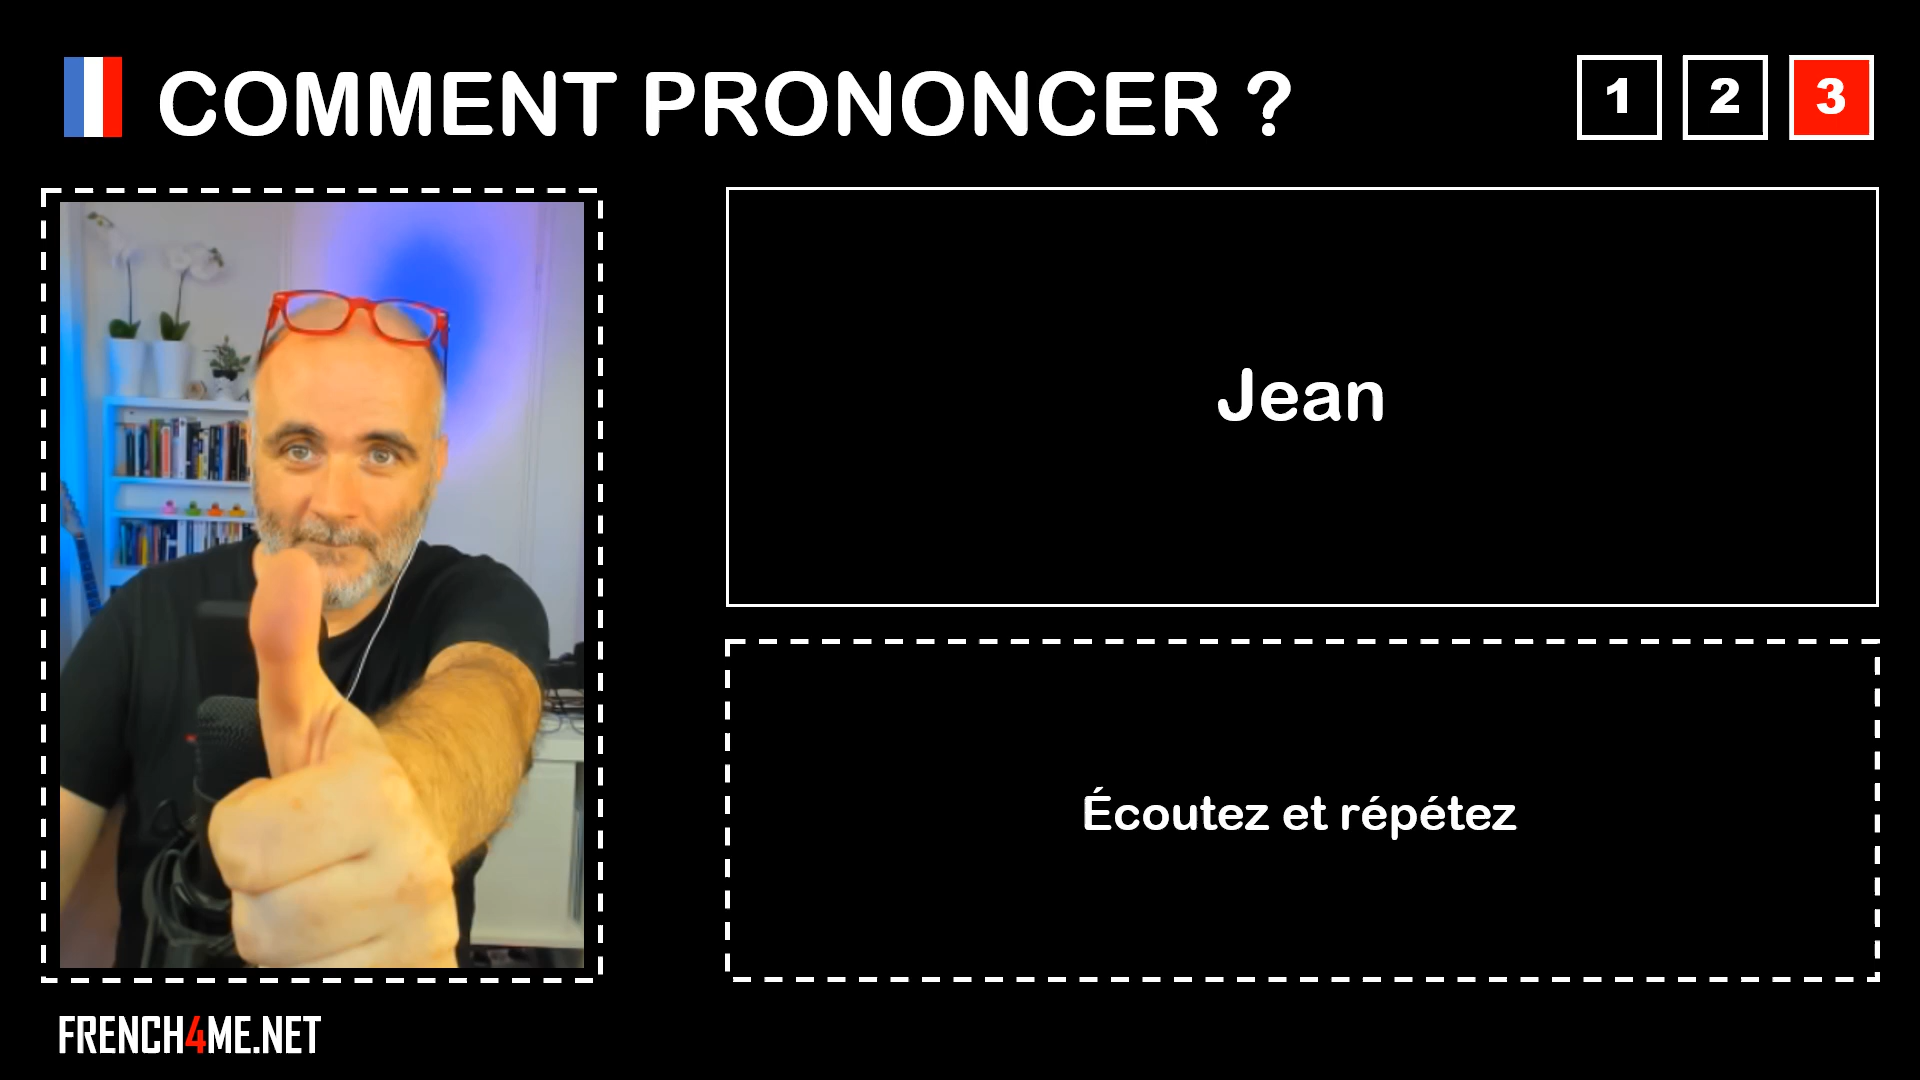 COMMENT PRONONCER ?
1 2 3
Jean
Écoutez et répétez
FRENCH4ME.NET